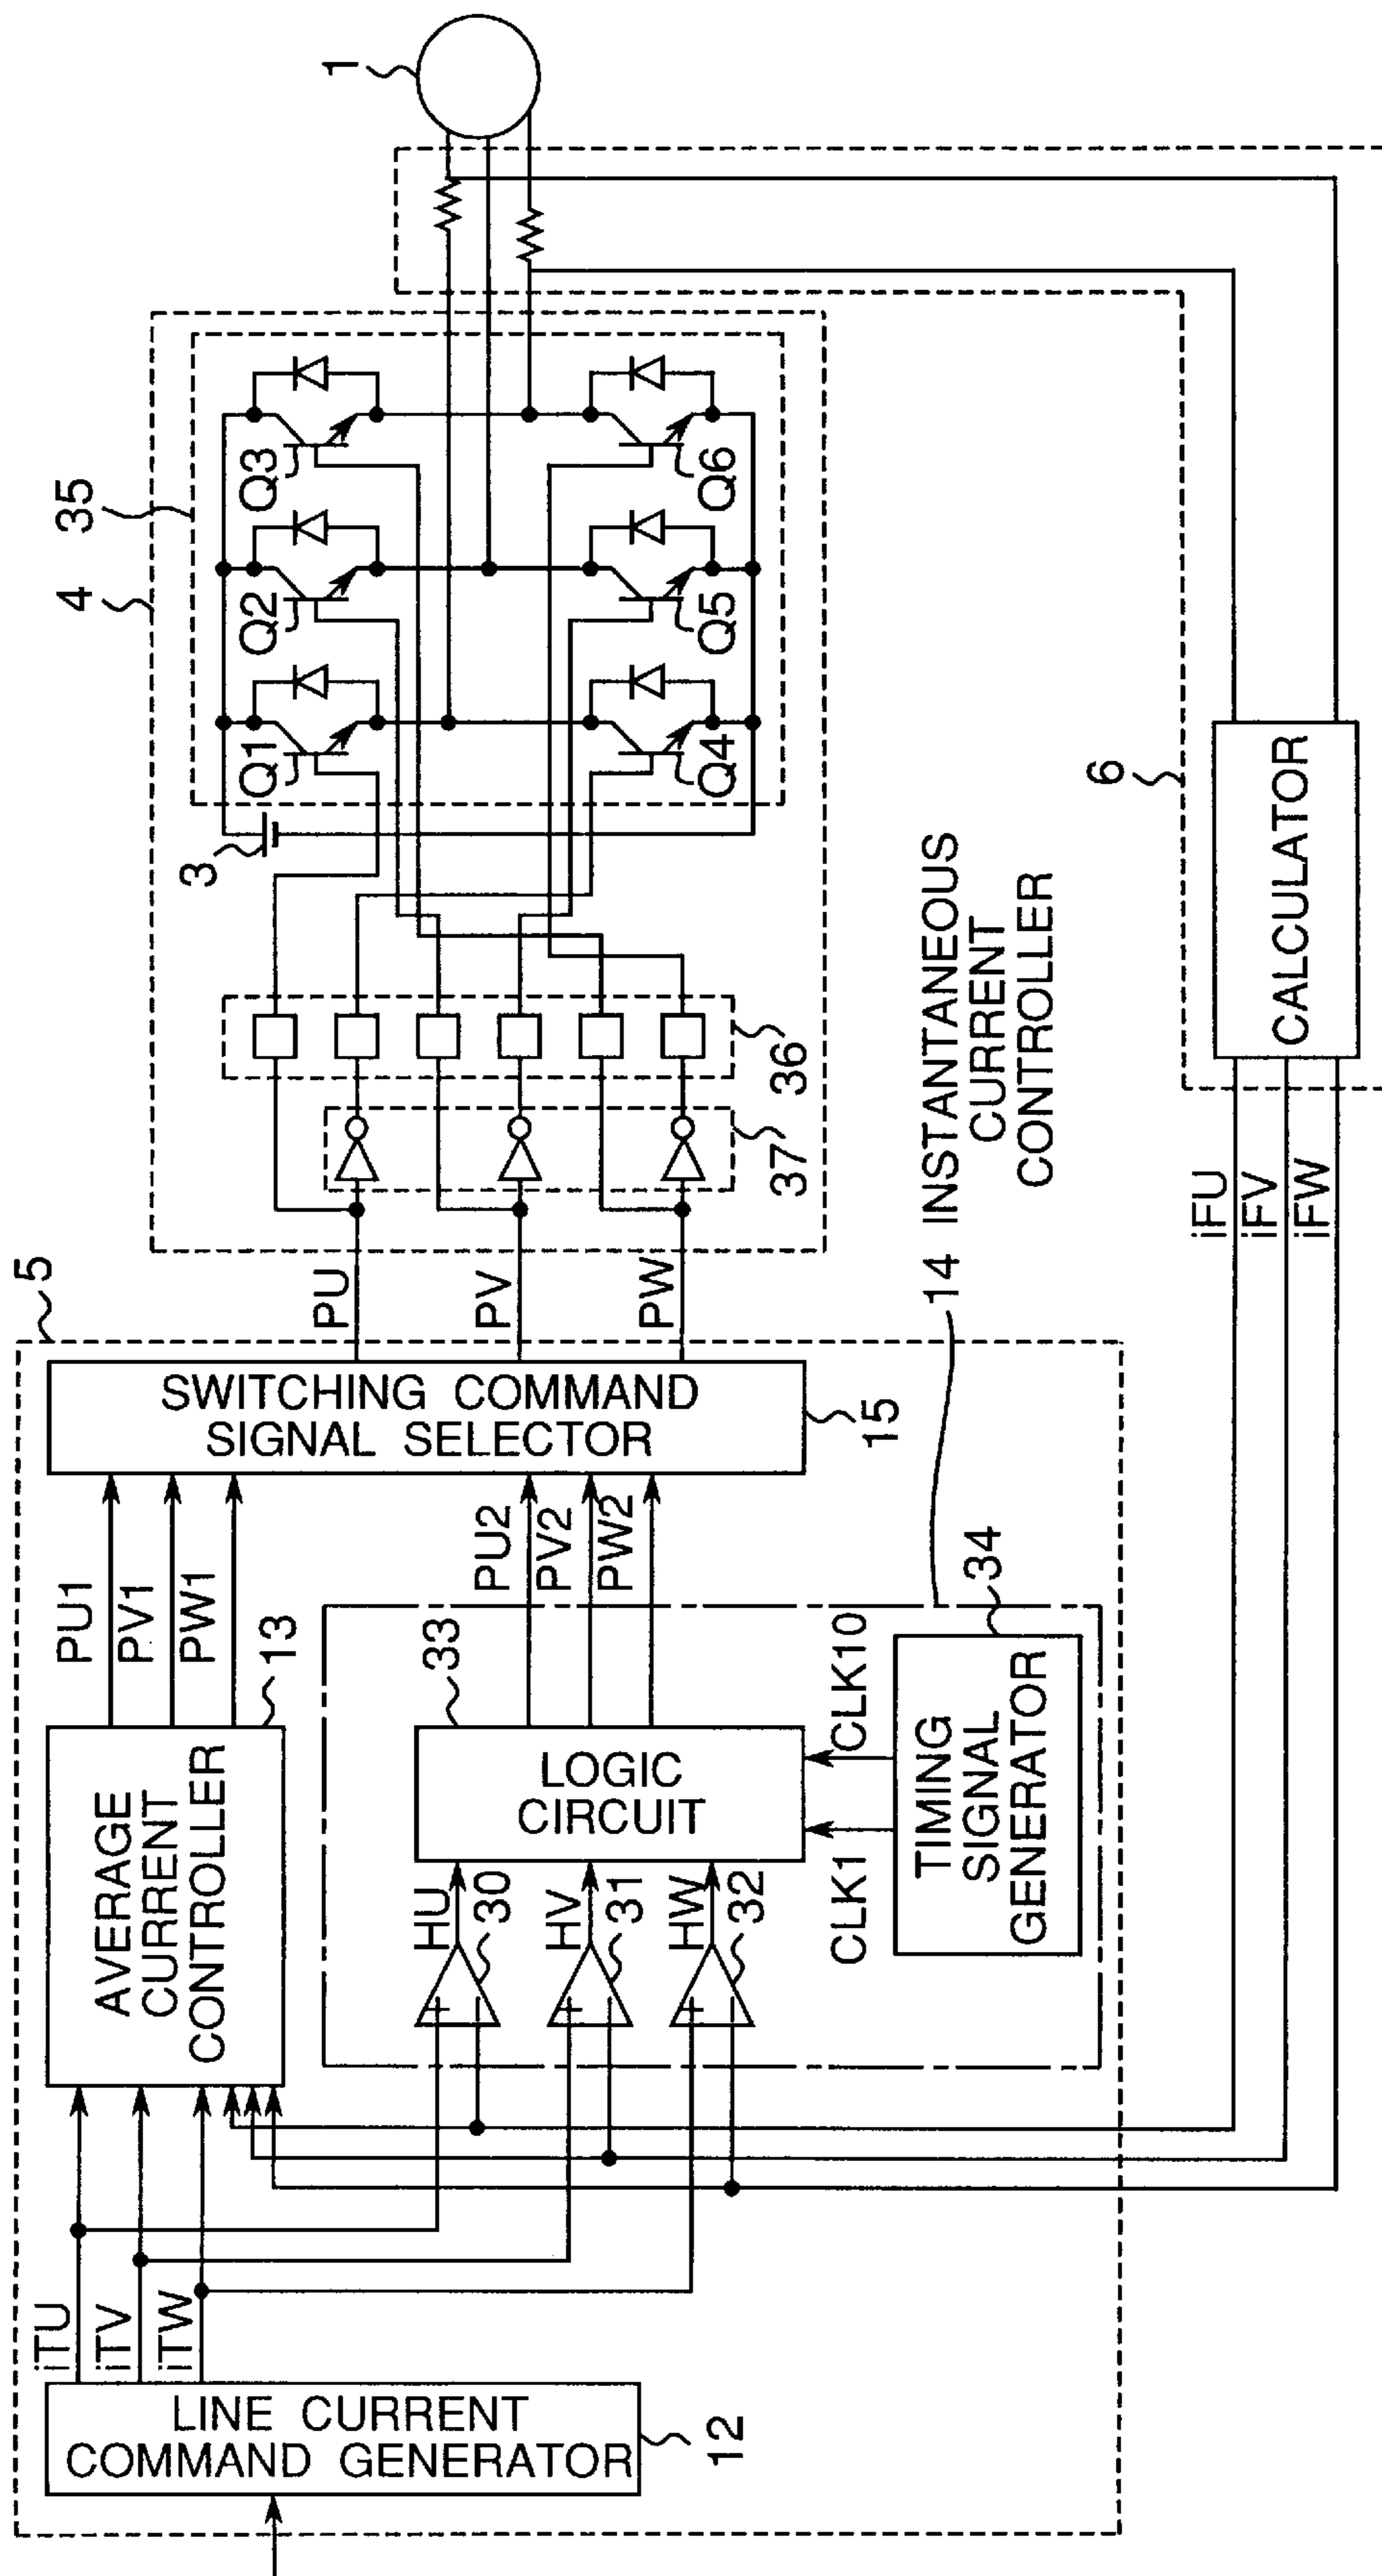 5
LINE CURRENT
COMMAND GENERATOR
12
iTU
iTV
iTW
AVERAGE
CURRENT
CONTROLLER
13
PU1
PV1
PW1
SWITCHING COMMAND
SIGNAL SELECTOR
15
HU
30
HV
31
HW
32
+
−
+
−
+
−
LOGIC
CIRCUIT
33
PU2
PV2
PW2
CLK1
CLK10
TIMING
SIGNAL
GENERATOR
34
14 INSTANTANEOUS
CURRENT
CONTROLLER
PU
PV
PW
37
36
4
35
3
Q1
Q2
Q3
Q4
Q5
Q6
1
6
CALCULATOR
iFU
iFV
iFW